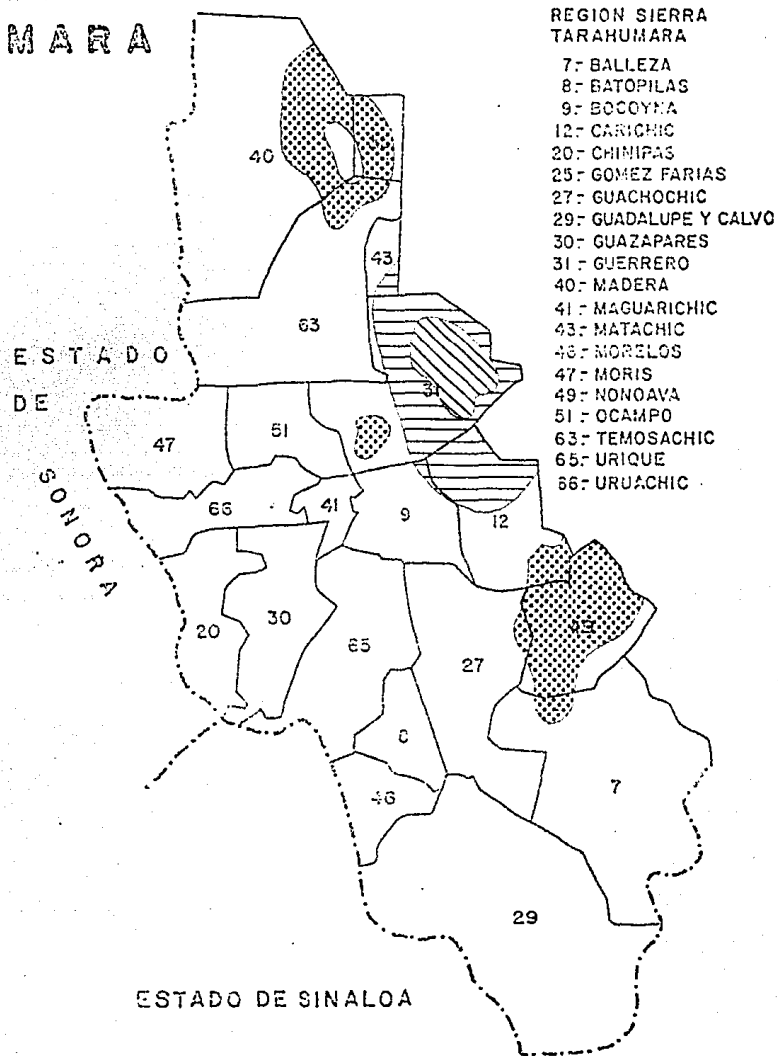 MARA
REGION SIERRA
TARAHUMARA
7.- BALLEZA
8.- BATOPILAS
9.- BOCOYNA
12.- CARICHIC
20.- CHINIPAS
25.- GOMEZ FARIAS
27.- GUACHOCHIC
29.- GUADALUPE Y CALVO
30.- GUAZAPARES
31.- GUERRERO
40.- MADERA
41.- MAGUARICHIC
43.- MATACHIC
46.- MORELOS
47.- MORIS
49.- NONOAVA
51.- OCAMPO
63.- TEMOSACHIC
65.- URIQUE
66.- URUACHIC
40
43
63
31
ESTADO
DE
SONORA
47
51
66
41
9
12
20
30
65
27
49
8
46
7
29
ESTADO DE SINALOA